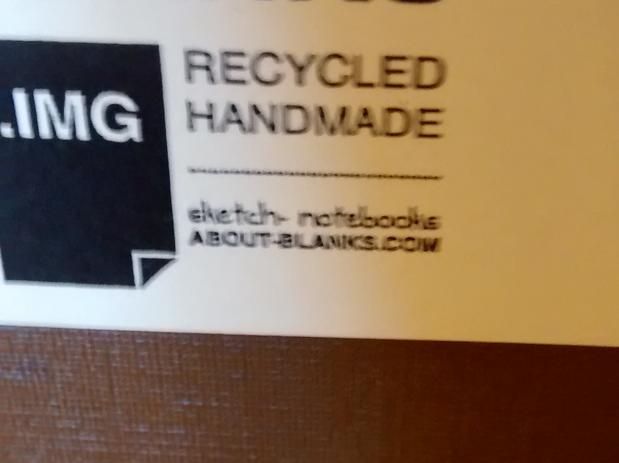 RECYCLED
HANDMADE
.IMG
sketch- notebooks
ABOUT-BLANKS.COM